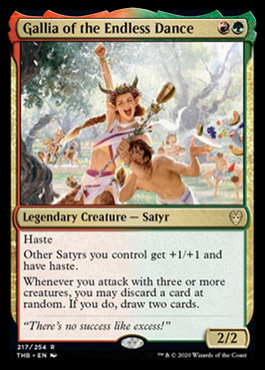 Gallia of the Endless Dance
Legendary Creature — Satyr
Haste
Other Satyrs you control get +1/+1 and
have haste.
Whenever you attack with three or
more creatures, you may discard a card at
random. If you do, draw two cards.
“There’s no success like excess!”
2/2
217/254 R
THB • EN
™ & © 2020 Wizards of the Coast